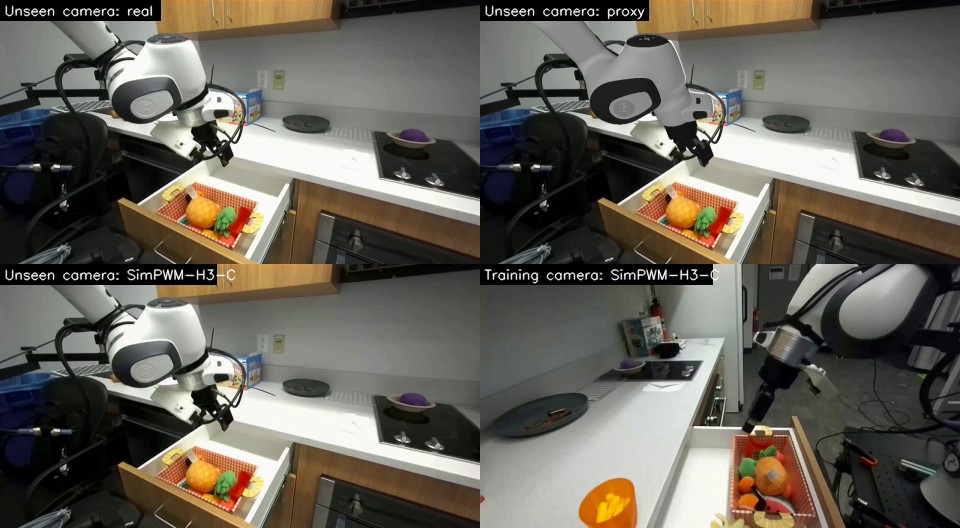 Unseen camera: real
Unseen camera: proxy
Unseen camera: SimPWM-H3-C
Training camera: SimPWM-H3-C